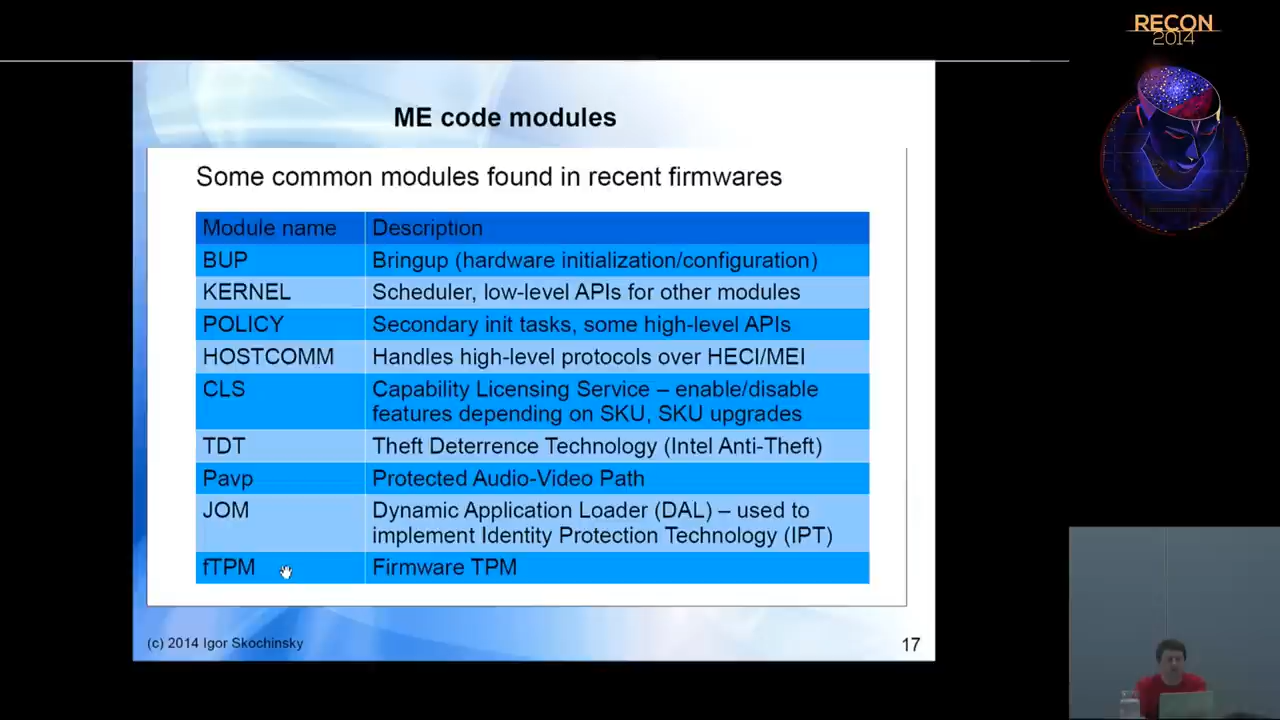 RECON
2014
ME code modules
Some common modules found in recent firmwares
Module name Description
BUP Bringup (hardware initialization/configuration)
KERNEL Scheduler, low-level APIs for other modules
POLICY Secondary init tasks, some high-level APIs
HOSTCOMM Handles high-level protocols over HECI/MEI
CLS Capability Licensing Service – enable/disable
features depending on SKU, SKU upgrades
TDT Theft Deterrence Technology (Intel Anti-Theft)
Pavp Protected Audio-Video Path
JOM Dynamic Application Loader (DAL) – used to
implement Identity Protection Technology (IPT)
fTPM Firmware TPM
(c) 2014 Igor Skochinsky
17